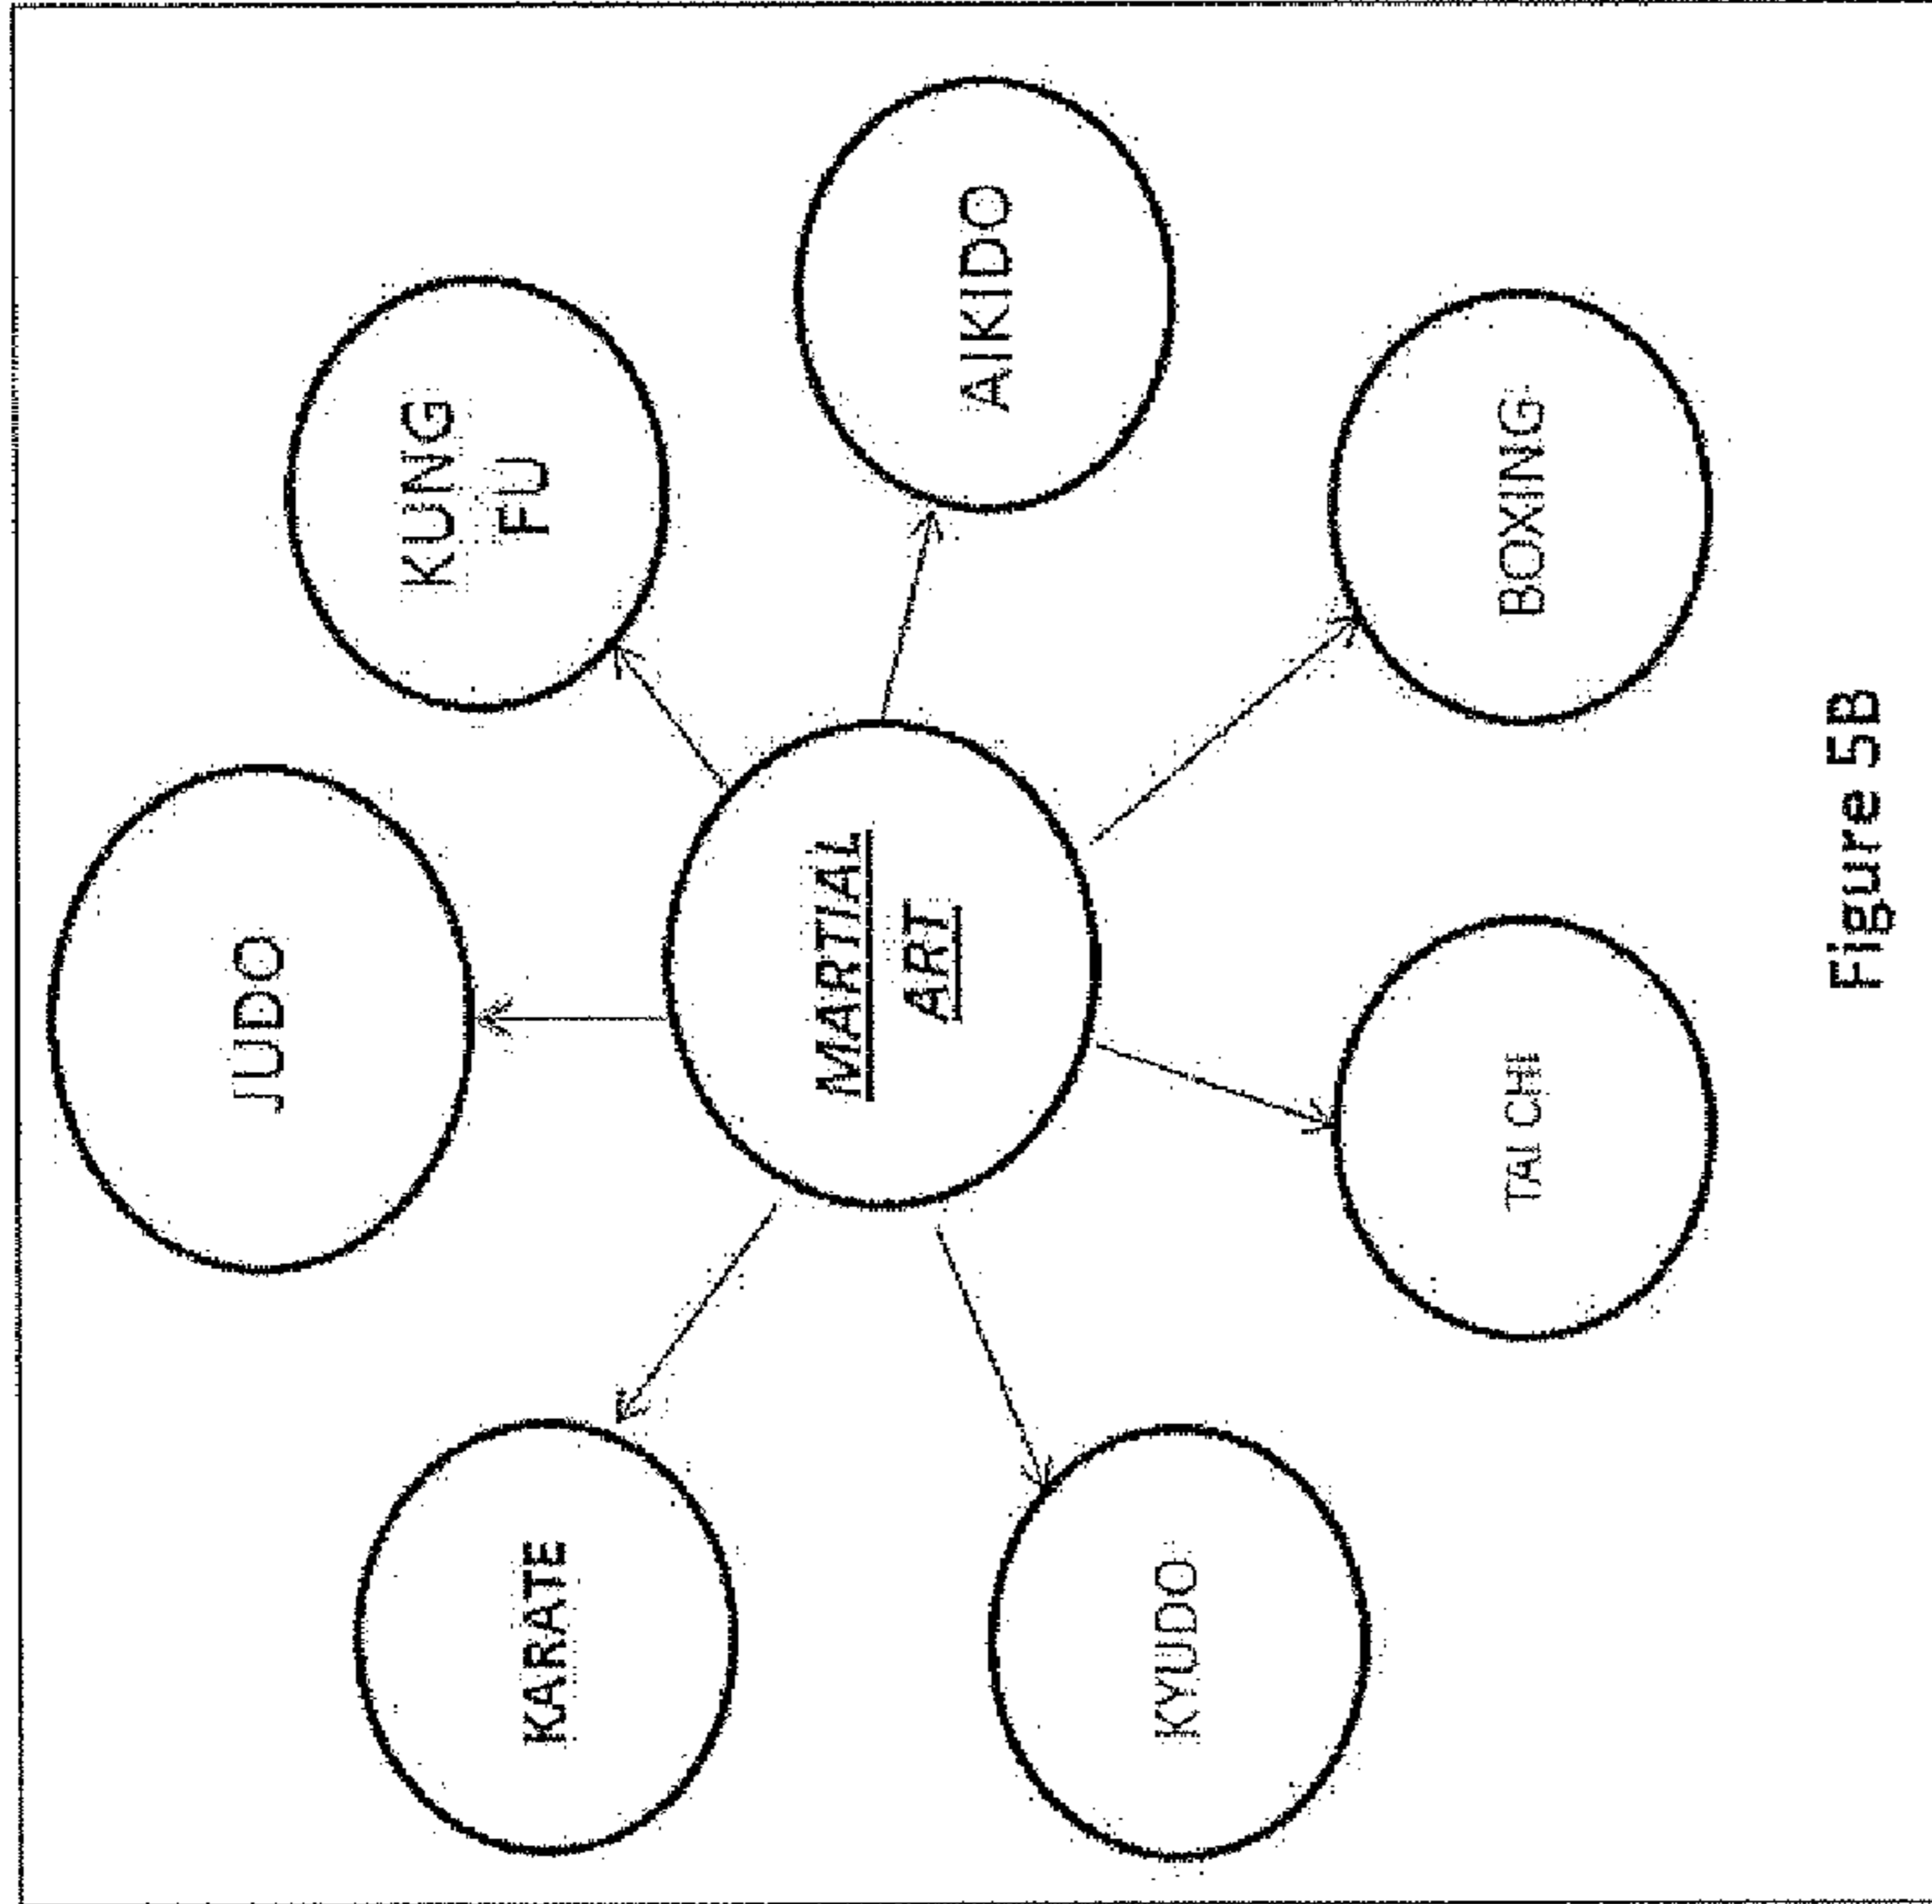 JUDO
KUNG
FU
KARATE
MARTIAL
ART
AIKIDO
KYUDO
TAI CHI
BOXING
Figure 5B